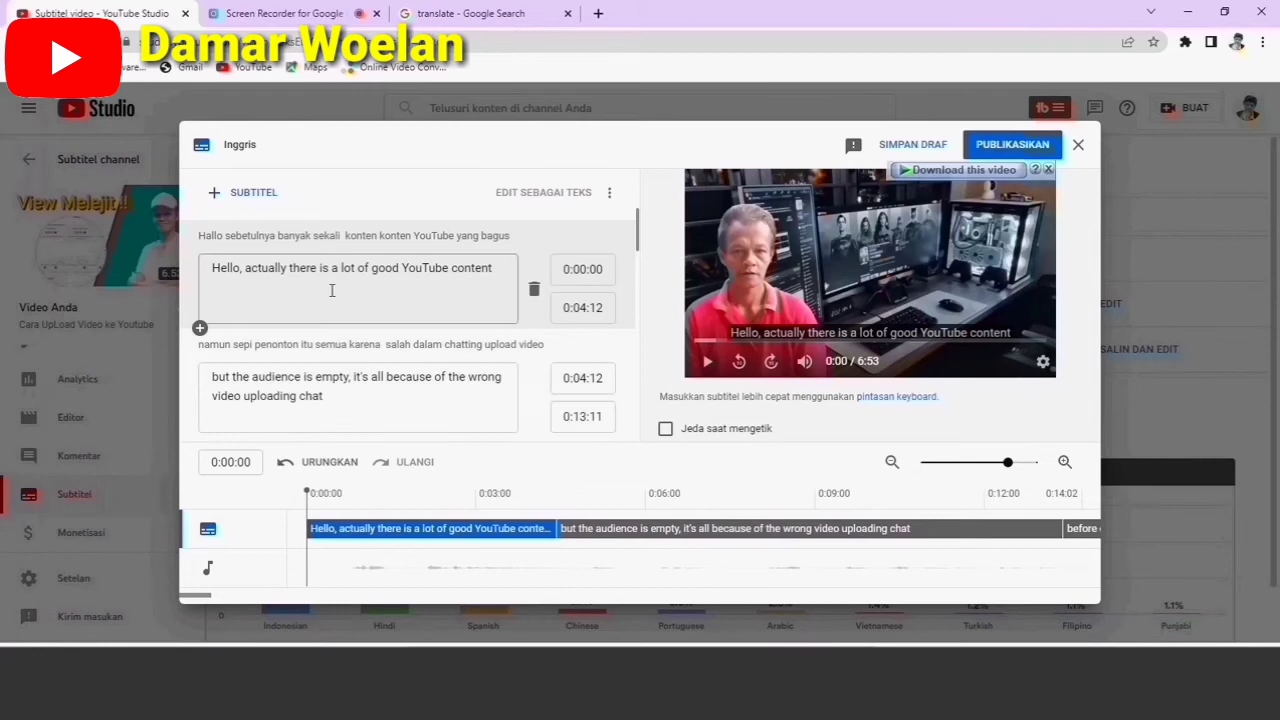 Subtitel video - YouTube Studio
Screen Recorder for Google
translate - Google Search
Damar Woelan
Gmail
YouTube
Maps
Online Video Conv...
Studio
Telusuri konten di channel Anda
BUAT
Subtitel channel
Inggris
SIMPAN DRAF
PUBLIKASIKAN
Download this video
SUBTITEL
EDIT SEBAGAI TEKS
View Melejit.!!
6.53
Hallo sebetulnya banyak sekali konten konten YouTube yang bagus
Hello, actually there is a lot of good YouTube content
0:00:00
0:04:12
namun sepi penonton itu semua karena salah dalam chatting upload video
but the audience is empty, it's all because of the wrong
video uploading chat
0:04:12
0:13:11
Hello, actually there is a lot of good YouTube content
0:00 / 6:53
Masukkan subtitel lebih cepat menggunakan pintasan keyboard.
Jeda saat mengetik
Video Anda
Cara UpLoad Video ke Youtube
Analytics
Editor
Komentar
Subtitel
Monetisasi
Setelan
Kirim masukan
EDIT
SALIN DAN EDIT
0:00:00
URUNGKAN
ULANGI
0:00:00
0:03:00
0:06:00
0:09:00
0:12:00
0:14:02
Hello, actually there is a lot of good YouTube conte...
but the audience is empty, it's all because of the wrong video uploading chat
before
0
1.2%
1.1%
1.1%
Indonesian
Hindi
Spanish
Chinese
Portuguese
Arabic
Vietnamese
Turkish
Filipino
Punjabi